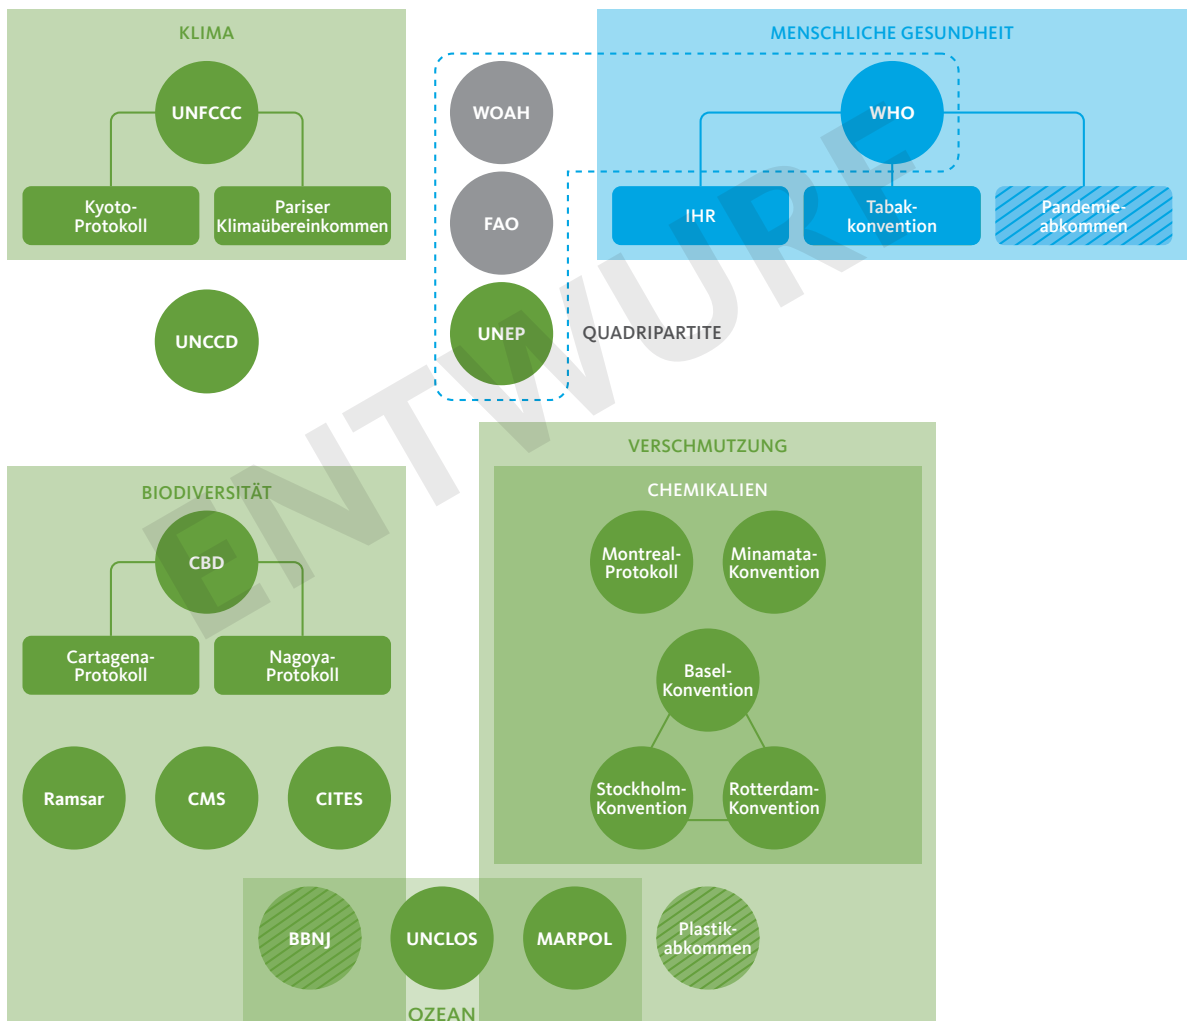 KLIMA
UNFCCC
Kyoto-
Protokoll
Pariser
Klimaübereinkommen
UNCCD
WOAH
FAO
UNEP
QUADRIPARTITE
MENSCHLICHE GESUNDHEIT
WHO
IHR
Tabak-
konvention
Pandemie-
abkommen
ENTWURF
BIODIVERSITÄT
CBD
Cartagena-
Protokoll
Nagoya-
Protokoll
Ramsar
CMS
CITES
VERSCHMUTZUNG
CHEMIKALIEN
Montreal-
Protokoll
Minamata-
Konvention
Basel-
Konvention
Stockholm-
Konvention
Rotterdam-
Konvention
BBNJ
UNCLOS
MARPOL
Plastik-
abkommen
OZEAN